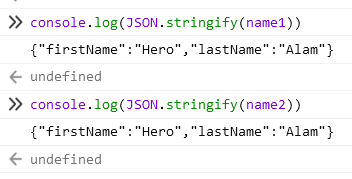 console.log(JSON.stringify(name1))
{"firstName":"Hero","lastName":"Alam"}
undefined
console.log(JSON.stringify(name2))
{"firstName":"Hero","lastName":"Alam"}
undefined